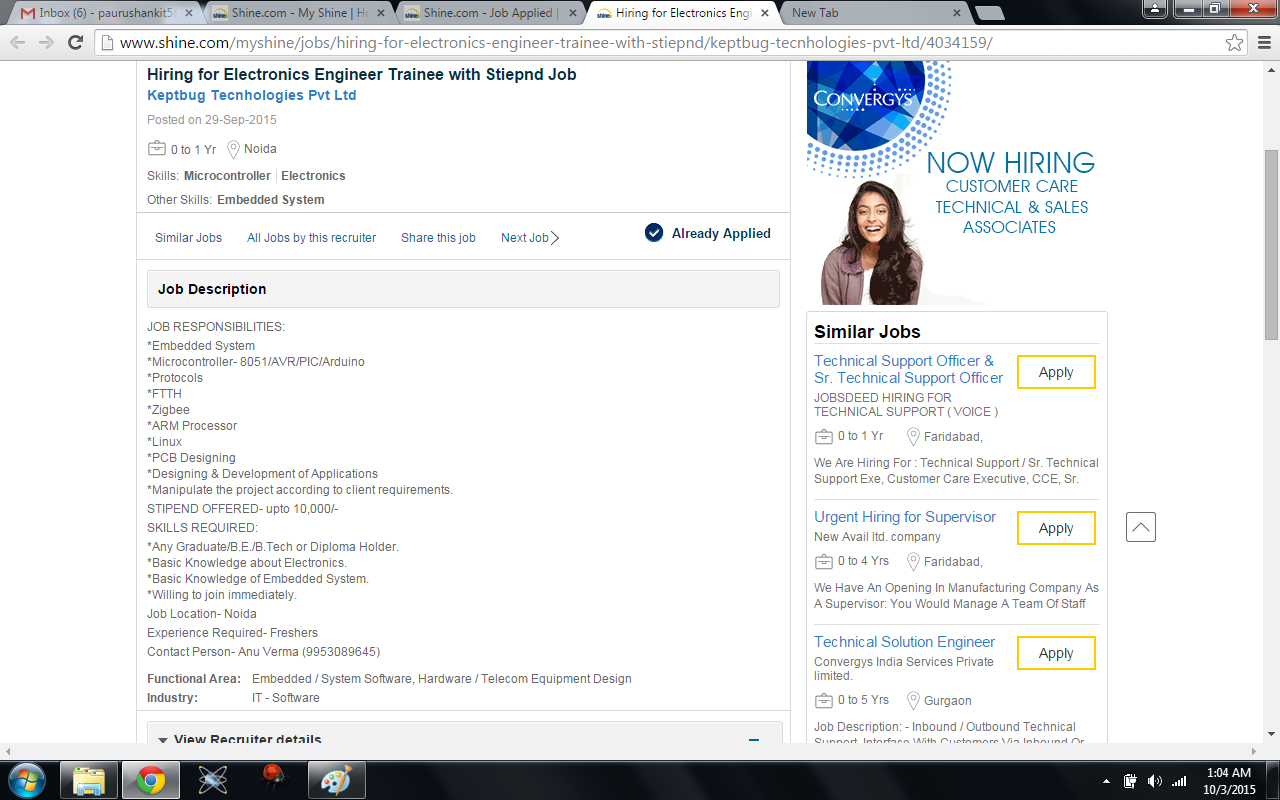 Inbox (6) - paurushankit5
Shine.com - My Shine | Ho
Shine.com - Job Applied |
Hiring for Electronics Engi
New Tab
www.shine.com/myshine/jobs/hiring-for-electronics-engineer-trainee-with-stiepnd/keptbug-tecnhologies-pvt-ltd/4034159/
Hiring for Electronics Engineer Trainee with Stiepnd Job
Keptbug Tecnhologies Pvt Ltd
Posted on 29-Sep-2015
0 to 1 Yr Noida
Skills: Microcontroller Electronics
Other Skills: Embedded System
Similar Jobs All Jobs by this recruiter Share this job Next Job Already Applied
Job Description
JOB RESPONSIBILITIES:
*Embedded System
*Microcontroller- 8051/AVR/PIC/Arduino
*Protocols
*FTTH
*Zigbee
*ARM Processor
*Linux
*PCB Designing
*Designing & Development of Applications
*Manipulate the project according to client requirements.
STIPEND OFFERED- upto 10,000/-
SKILLS REQUIRED:
*Any Graduate/B.E./B.Tech or Diploma Holder.
*Basic Knowledge about Electronics.
*Basic Knowledge of Embedded System.
*Willing to join immediately.
Job Location- Noida
Experience Required- Freshers
Contact Person- Anu Verma (9953089645)
Functional Area: Embedded / System Software, Hardware / Telecom Equipment Design
Industry: IT - Software
View Recruiter details
CONVERGYS
NOW HIRING
CUSTOMER CARE
TECHNICAL & SALES
ASSOCIATES
Similar Jobs
Technical Support Officer &
Sr. Technical Support Officer
Apply
JOBSDEED HIRING FOR
TECHNICAL SUPPORT ( VOICE )
0 to 1 Yr Faridabad,
We Are Hiring For : Technical Support / Sr. Technical
Support Exe, Customer Care Executive, CCE, Sr.
Urgent Hiring for Supervisor
Apply
New Avail ltd. company
0 to 4 Yrs Faridabad,
We Have An Opening In Manufacturing Company As
A Supervisor: You Would Manage A Team Of Staff
Technical Solution Engineer
Apply
Convergys India Services Private
limited.
0 to 5 Yrs Gurgaon
Job Description: - Inbound / Outbound Technical
Support, Interface With Customers Via Inbound Or
1:04 AM
10/3/2015